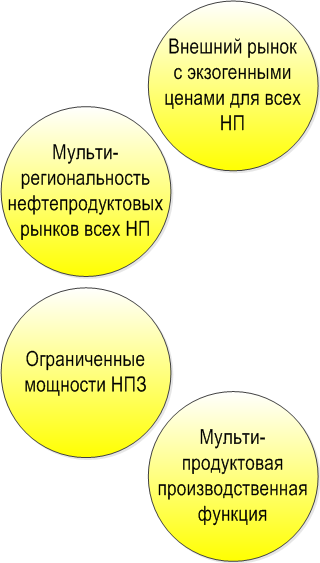 Внешний рынок
с экзогенными
ценами для всех
НП
Мульти-
региональность
нефтепродуктовых
рынков всех НП
Ограниченные
мощности НПЗ
Мульти-
продуктовая
производственная
функция